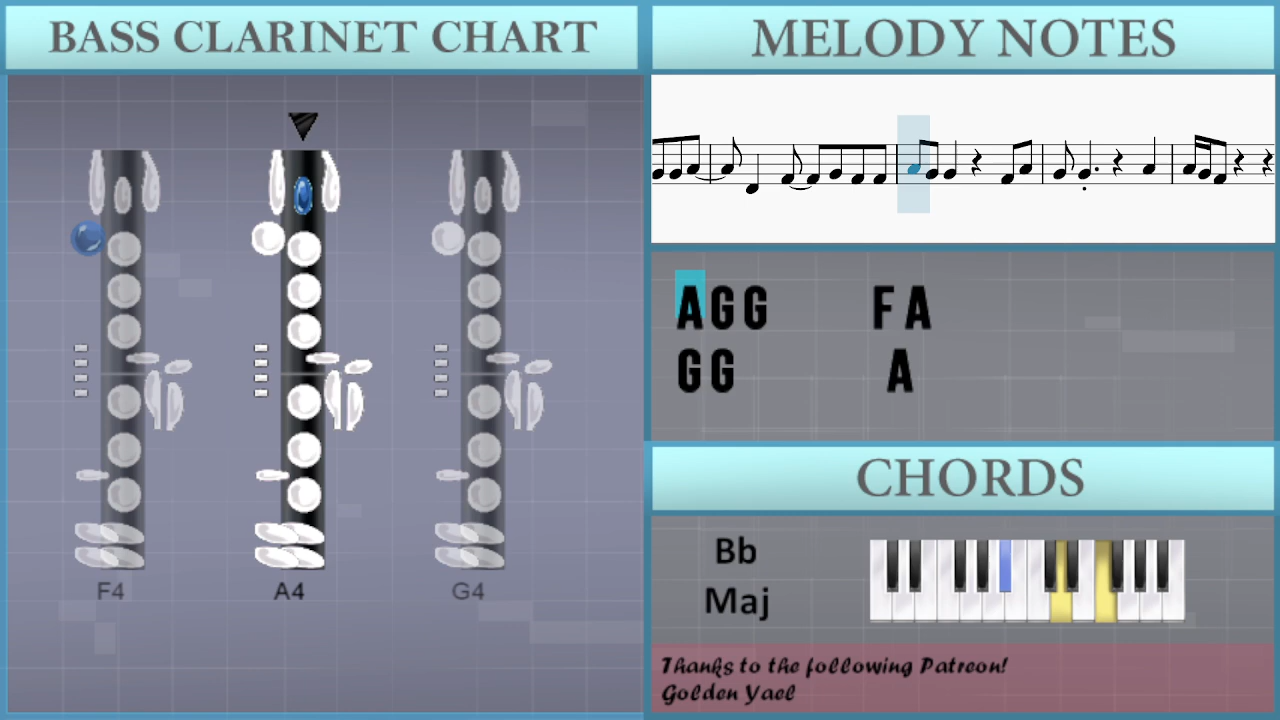 BASS CLARINET CHART
F4 A4 G4
MELODY NOTES
AGG FA
GG A
CHORDS
Bb
Maj
Thanks to the following Patreon!
Golden Yael